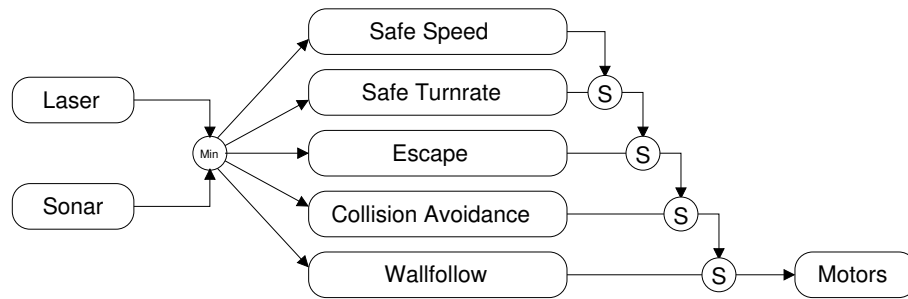 Safe Speed
Laser
Safe Turnrate
S
Min
Escape
S
Sonar
Collision Avoidance
S
Wallfollow
S
Motors